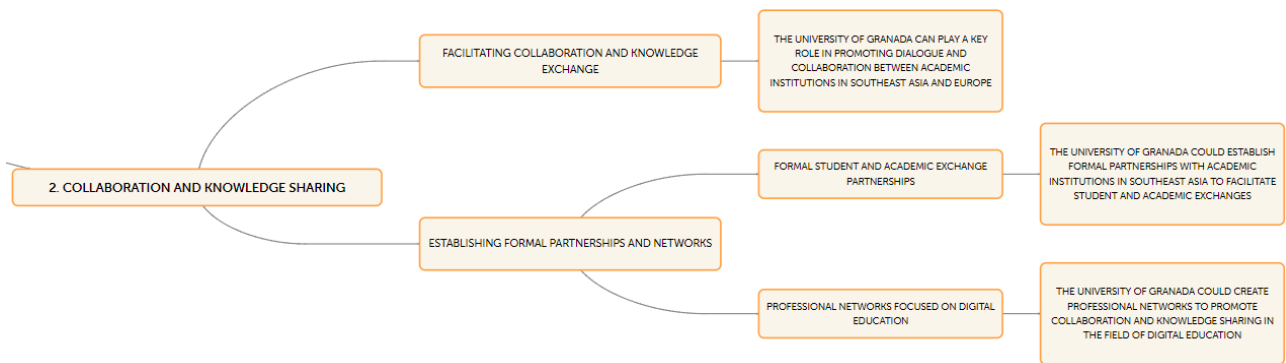 FACILITATING COLLABORATION AND KNOWLEDGE
EXCHANGE
THE UNIVERSITY OF GRANADA CAN PLAY A KEY
ROLE IN PROMOTING DIALOGUE AND
COLLABORATION BETWEEN ACADEMIC
INSTITUTIONS IN SOUTHEAST ASIA AND EUROPE
2. COLLABORATION AND KNOWLEDGE SHARING
ESTABLISHING FORMAL PARTNERSHIPS AND NETWORKS
FORMAL STUDENT AND ACADEMIC EXCHANGE
PARTNERSHIPS
THE UNIVERSITY OF GRANADA COULD ESTABLISH
FORMAL PARTNERSHIPS WITH ACADEMIC
INSTITUTIONS IN SOUTHEAST ASIA TO FACILITATE
STUDENT AND ACADEMIC EXCHANGES
PROFESSIONAL NETWORKS FOCUSED ON DIGITAL
EDUCATION
THE UNIVERSITY OF GRANADA COULD CREATE
PROFESSIONAL NETWORKS TO PROMOTE
COLLABORATION AND KNOWLEDGE SHARING IN
THE FIELD OF DIGITAL EDUCATION